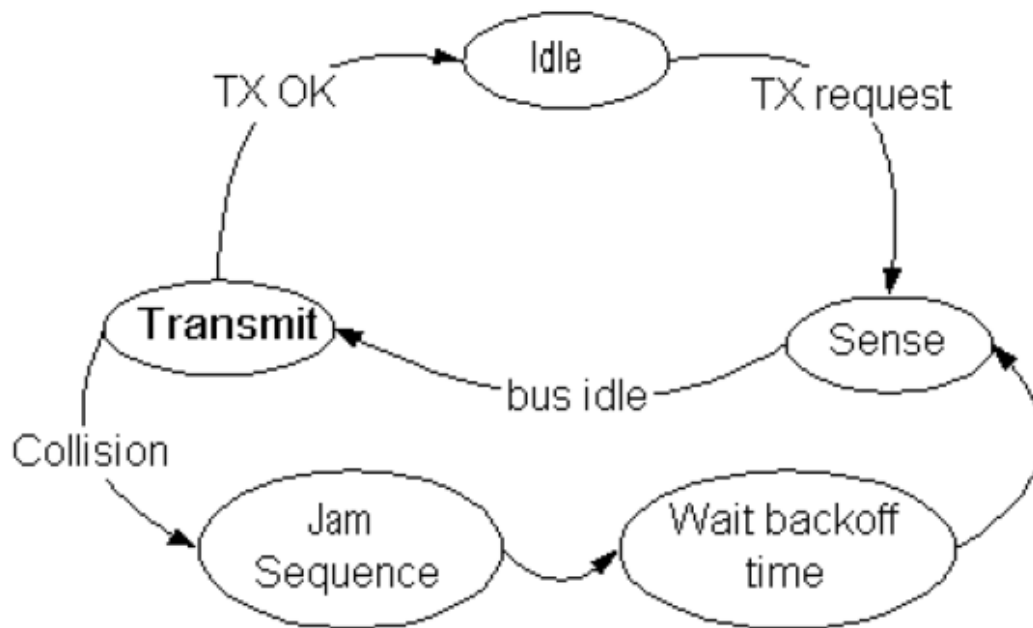 Idle
TX OK
TX request
Transmit
Sense
bus idle
Collision
Jam
Sequence
Wait backoff
time